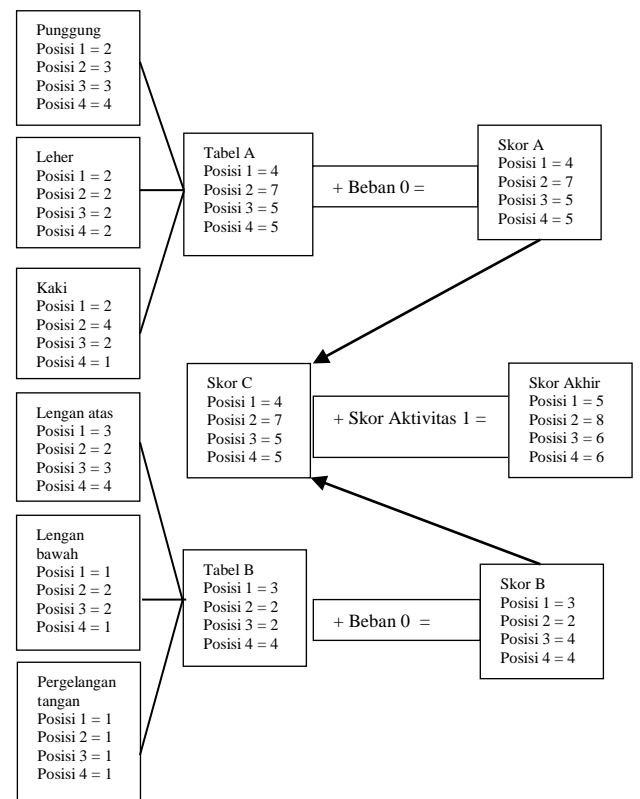 Punggung
Posisi 1 = 2
Posisi 2 = 3
Posisi 3 = 3
Posisi 4 = 4
Leher
Posisi 1 = 2
Posisi 2 = 2
Posisi 3 = 2
Posisi 4 = 2
Kaki
Posisi 1 = 2
Posisi 2 = 4
Posisi 3 = 2
Posisi 4 = 1
Tabel A
Posisi 1 = 4
Posisi 2 = 7
Posisi 3 = 5
Posisi 4 = 5
+ Beban 0 =
Skor A
Posisi 1 = 4
Posisi 2 = 7
Posisi 3 = 5
Posisi 4 = 5
Skor C
Posisi 1 = 4
Posisi 2 = 7
Posisi 3 = 5
Posisi 4 = 5
+ Skor Aktivitas 1 =
Skor Akhir
Posisi 1 = 5
Posisi 2 = 8
Posisi 3 = 6
Posisi 4 = 6
Lengan atas
Posisi 1 = 3
Posisi 2 = 2
Posisi 3 = 3
Posisi 4 = 4
Lengan
bawah
Posisi 1 = 1
Posisi 2 = 2
Posisi 3 = 2
Posisi 4 = 1
Pergelangan
tangan
Posisi 1 = 1
Posisi 2 = 1
Posisi 3 = 1
Posisi 4 = 1
Tabel B
Posisi 1 = 3
Posisi 2 = 2
Posisi 3 = 2
Posisi 4 = 4
+ Beban 0 =
Skor B
Posisi 1 = 3
Posisi 2 = 2
Posisi 3 = 4
Posisi 4 = 4